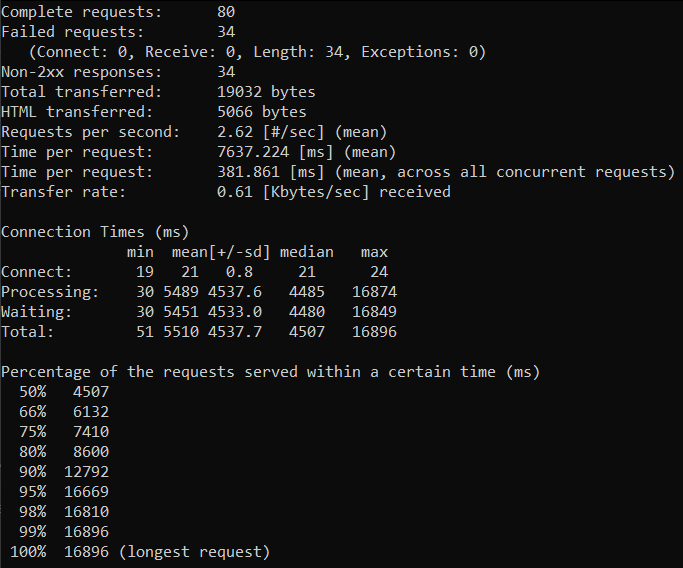 Complete requests:      80
Failed requests:        34
   (Connect: 0, Receive: 0, Length: 34, Exceptions: 0)
Non-2xx responses:      34
Total transferred:      19032 bytes
HTML transferred:       5066 bytes
Requests per second:    2.62 [#/sec] (mean)
Time per request:       7637.224 [ms] (mean)
Time per request:       381.861 [ms] (mean, across all concurrent requests)
Transfer rate:          0.61 [Kbytes/sec] received

Connection Times (ms)
              min  mean[+/-sd] median   max
Connect:       19   21   0.8     21      24
Processing:    30 5489 4537.6   4485   16874
Waiting:       30 5451 4533.0   4480   16849
Total:         51 5510 4537.7   4507   16896

Percentage of the requests served within a certain time (ms)
  50%   4507
  66%   6132
  75%   7410
  80%   8600
  90%  12792
  95%  16669
  98%  16810
  99%  16896
 100%  16896 (longest request)